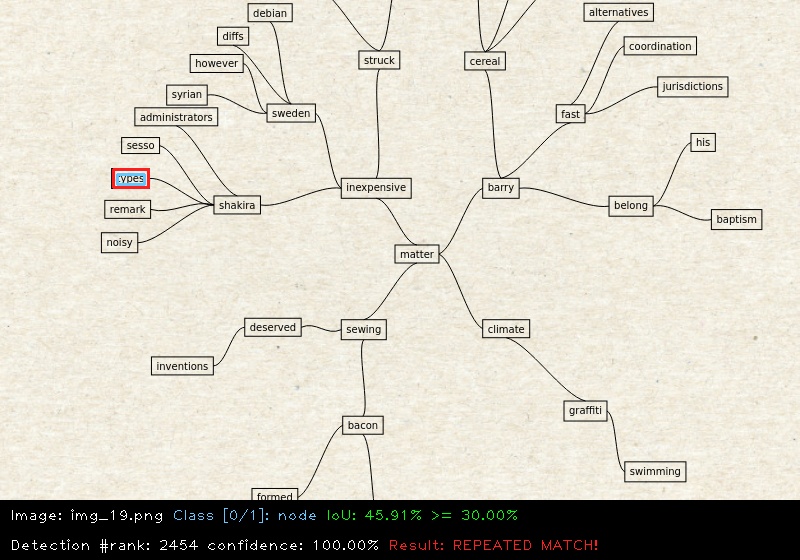 debian
alternatives
diffs
coordination
however
struck
cereal
syrian
jurisdictions
administrators
sweden
fast
sesso
his
types
inexpensive
barry
remark
shakira
belong
baptism
noisy
matter
deserved
sewing
climate
inventions
graffiti
bacon
swimming
formed
Image: img_19.png Class [0/1]: node IoU: 45.91% >= 30.00%
Detection #rank: 2454 confidence: 100.00% Result: REPEATED MATCH!